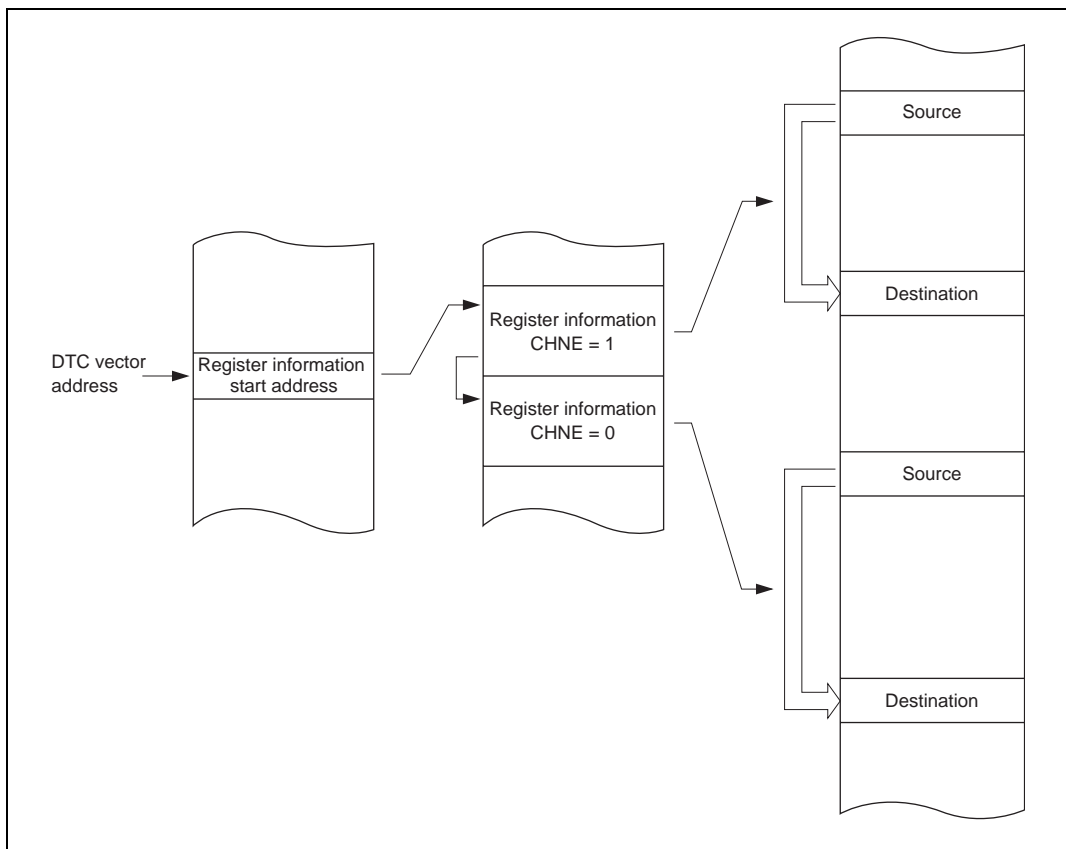 DTC vector
address
Register information
start address
Register information
CHNE = 1
Register information
CHNE = 0
Source
Destination
Source
Destination